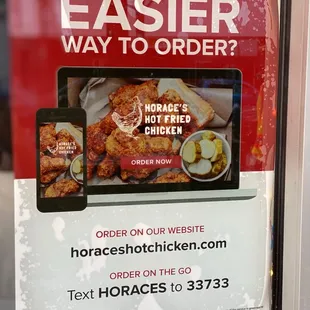 EASIER
WAY TO ORDER?
HORACE'S
HOT FRIED
CHICKEN
ORDER NOW
ORDER ON OUR WEBSITE
horaceshotchicken.com
ORDER ON THE GO
Text HORACES to 33733